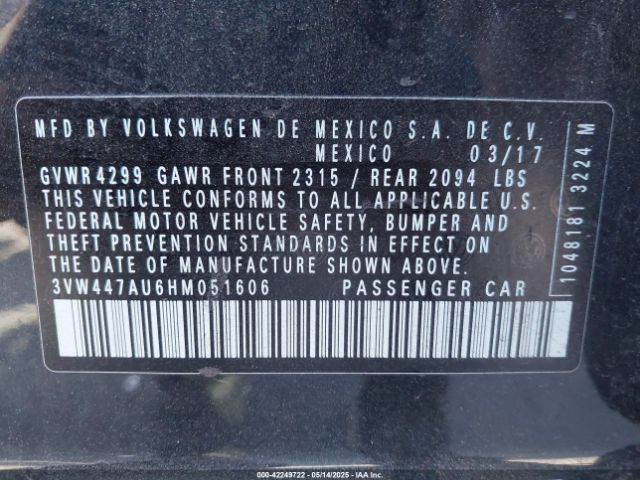 MFD BY VOLKSWAGEN DE MEXICO S.A. DE C.V.
MEXICO 03/17
GVWR 4299 GAWR FRONT 2315 / REAR 2094 LBS
THIS VEHICLE CONFORMS TO ALL APPLICABLE U.S.
FEDERAL MOTOR VEHICLE SAFETY, BUMPER AND
THEFT PREVENTION STANDARDS IN EFFECT ON
THE DATE OF MANUFACTURE SHOWN ABOVE.
3VW447AU6HM051606 PASSENGER CAR
1048181 3224 M
000-42249722 - 05/14/2025 - IAAI.COM